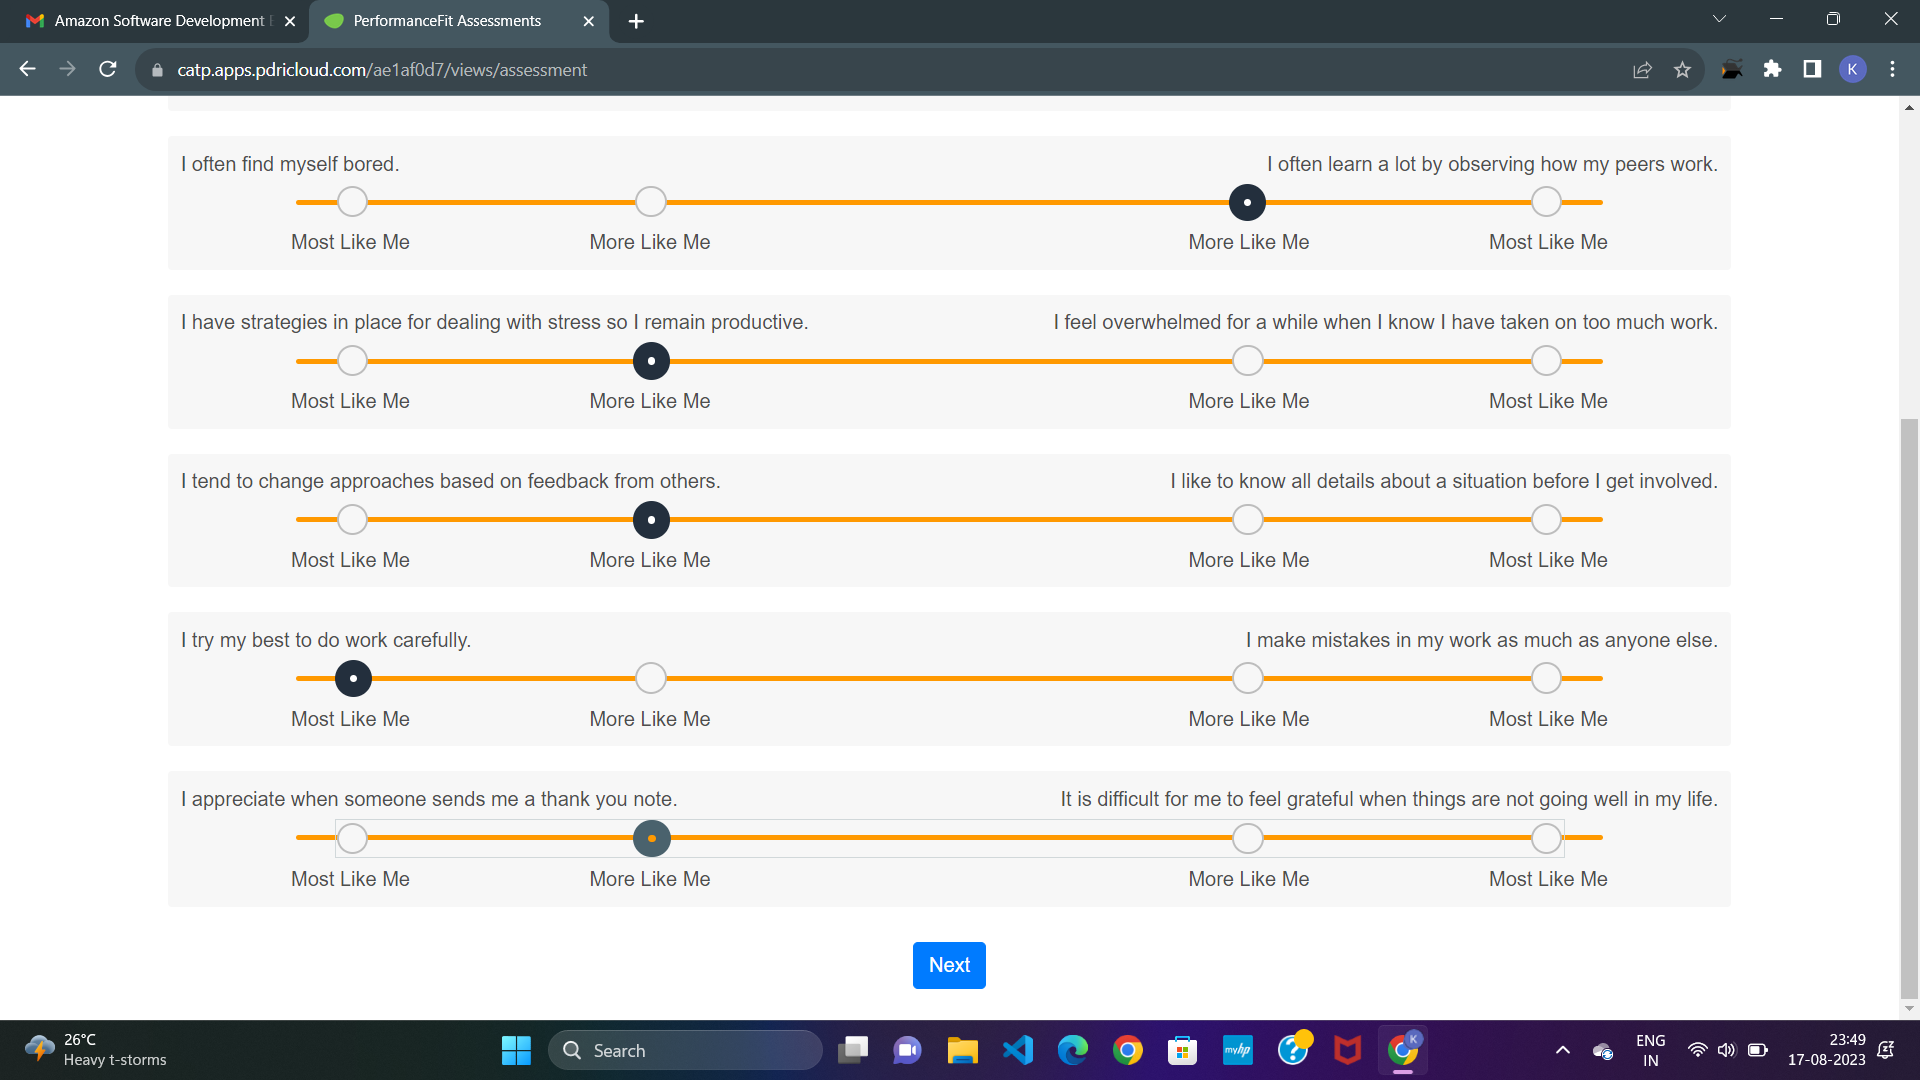 Amazon Software Development
PerformanceFit Assessments
catp.apps.pdricloud.com/ae1af0d7/views/assessment
K
I often find myself bored. I often learn a lot by observing how my peers work.
Most Like Me More Like Me More Like Me Most Like Me
I have strategies in place for dealing with stress so I remain productive. I feel overwhelmed for a while when I know I have taken on too much work.
Most Like Me More Like Me More Like Me Most Like Me
I tend to change approaches based on feedback from others. I like to know all details about a situation before I get involved.
Most Like Me More Like Me More Like Me Most Like Me
I try my best to do work carefully. I make mistakes in my work as much as anyone else.
Most Like Me More Like Me More Like Me Most Like Me
I appreciate when someone sends me a thank you note. It is difficult for me to feel grateful when things are not going well in my life.
Most Like Me More Like Me More Like Me Most Like Me
Next
26°C
Heavy t-storms
Search
myhp
?
K
ENG
IN
23:49
17-08-2023